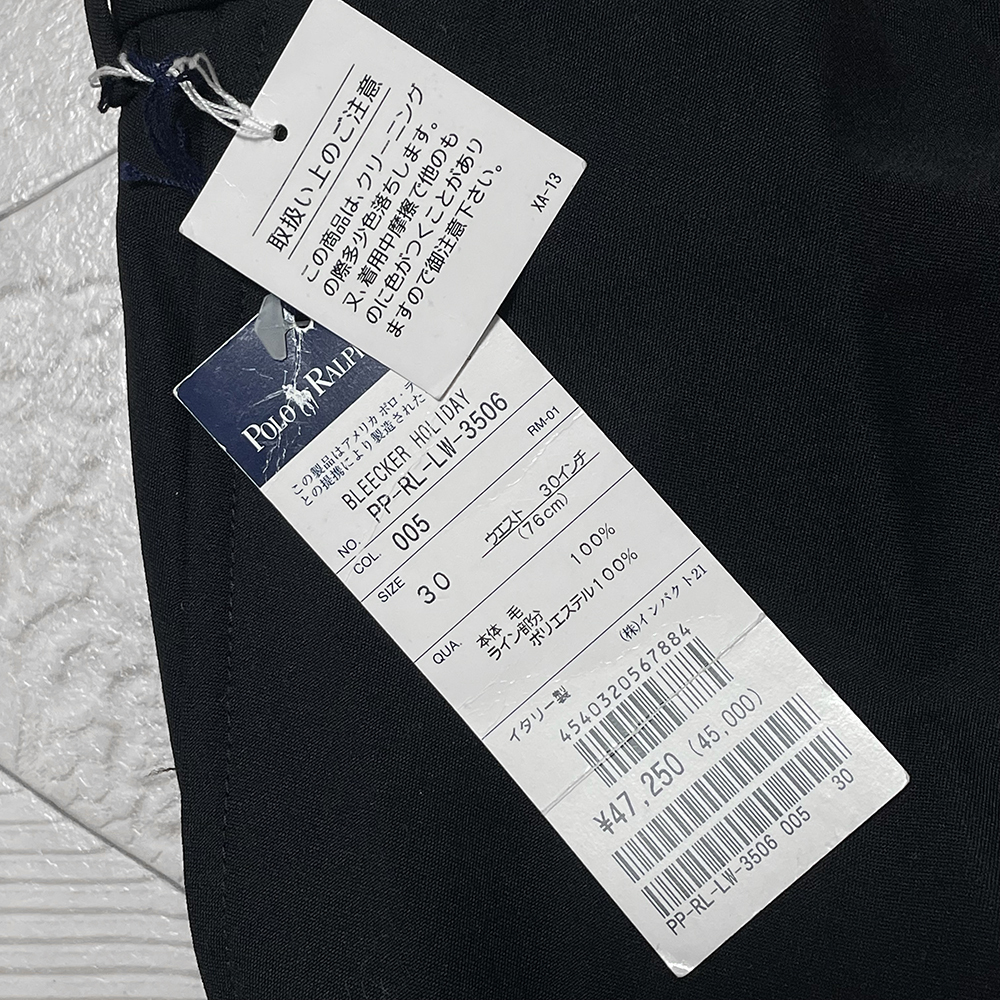 取扱い上のご注意
この商品は、クリーニング
の際多少色落ちします。
又、着用中摩擦で他のも
のに色がつくことがあり
ますので御注意下さい。
XA-13
POLO RALPH
この製品はアメリカ ポロ・ラ
との提携により製造された
BLEECKER HOLIDAY
NO. PP-RL-LW-3506
RM-01
COL. 005
SIZE 30 ウエスト 30インチ
(76cm)
QUA. 本体 毛 100%
ライン部分
ポリエステル100%
(株)インパクト21
イタリー製
4540320567884
¥47,250 (45,000)
PP-RL-LW-3506 005 30